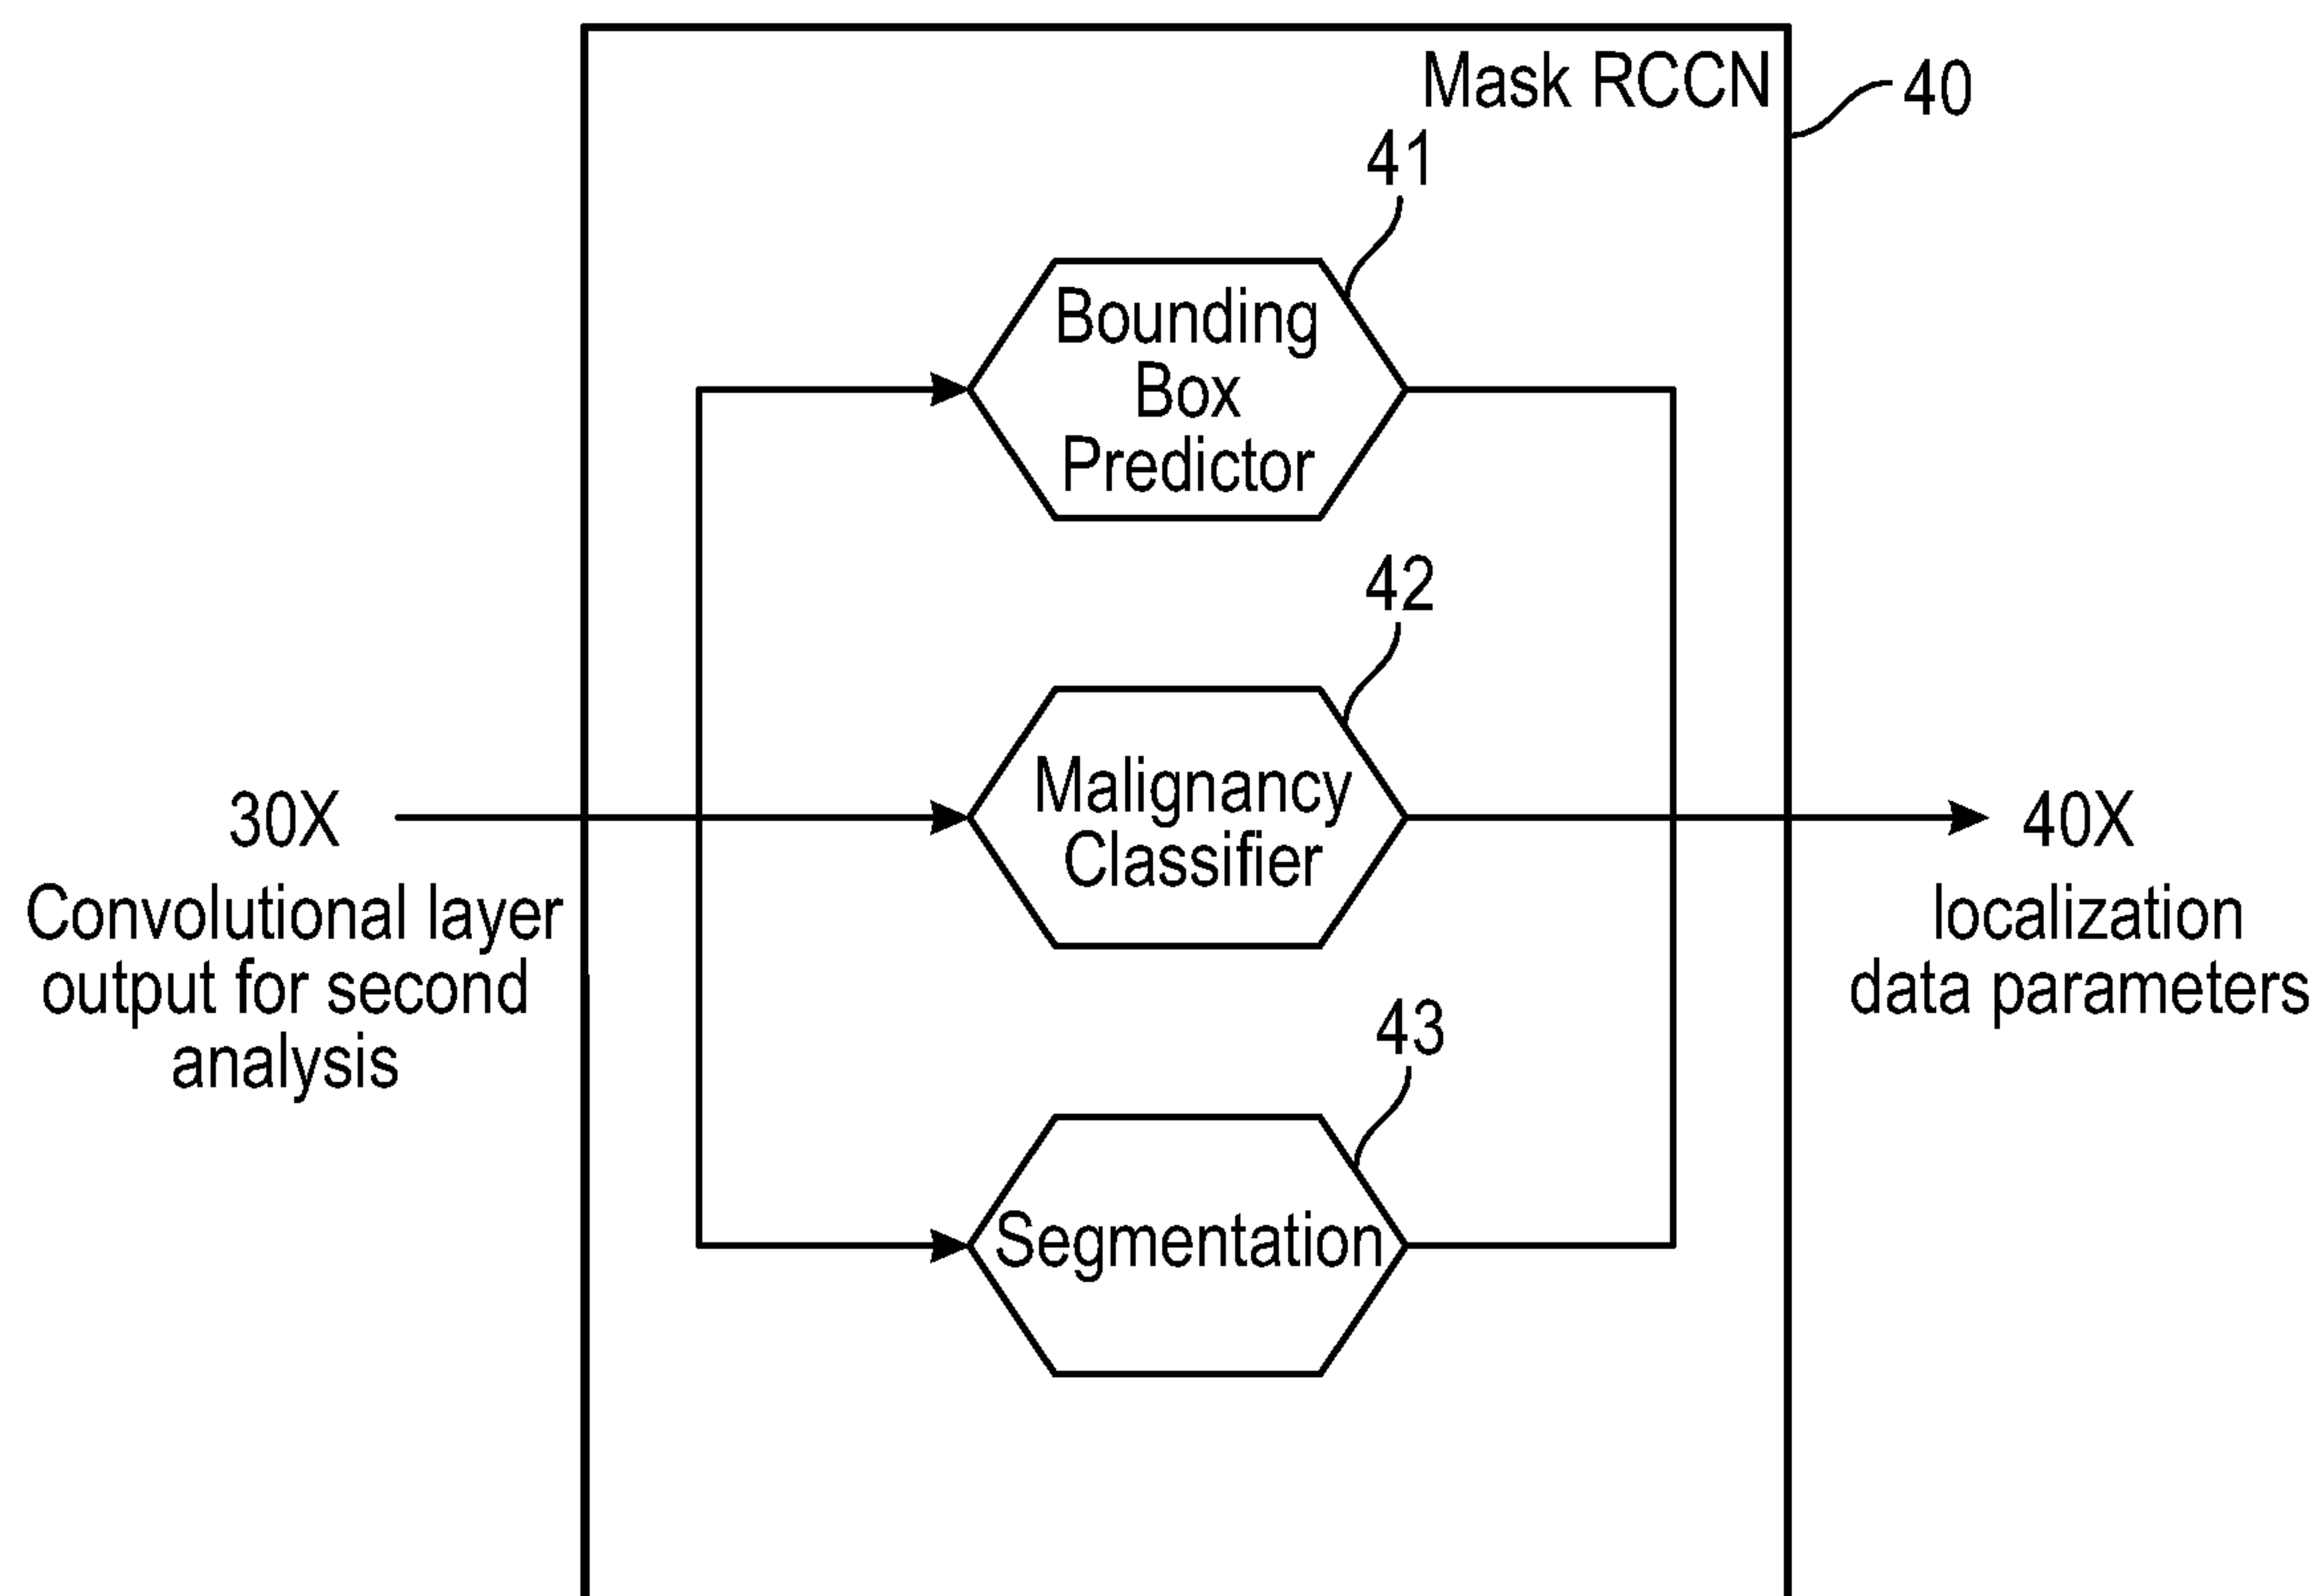 Mask RCCN
40
41
Bounding
Box
Predictor
42
Malignancy
Classifier
30X
Convolutional layer
output for second
analysis
40X
localization
data parameters
43
Segmentation